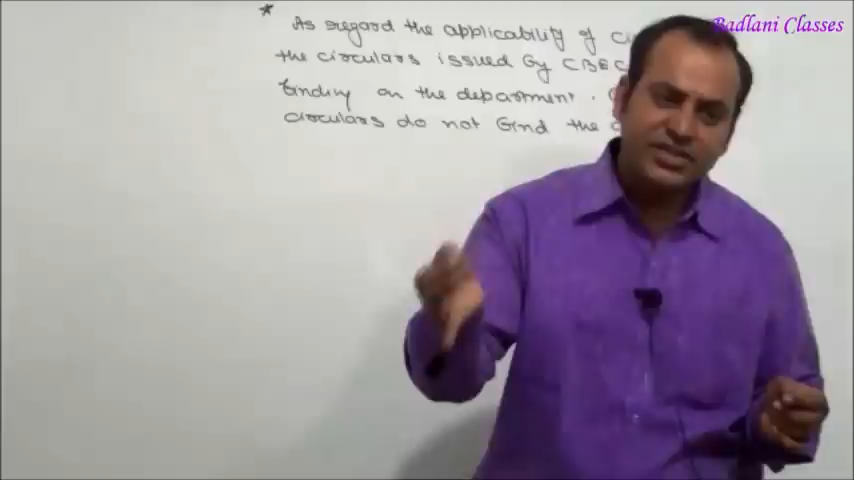 Badlani Classes
* As regard the applicability of
the circulars issued by CBEC
binding on the department.
circulars do not bind the